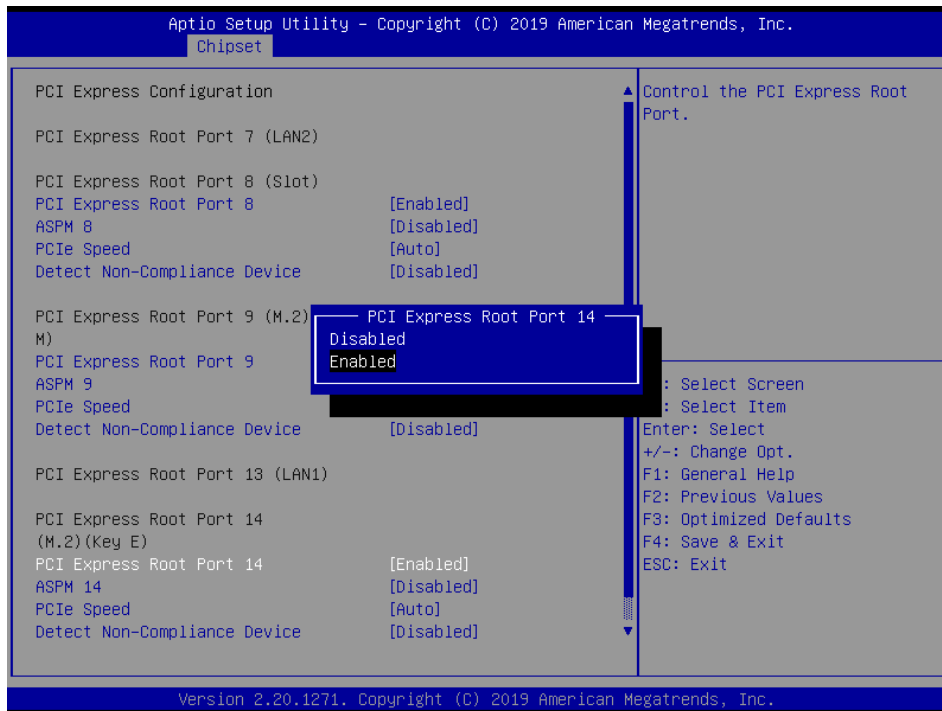 Aptio Setup Utility – Copyright (C) 2019 American Megatrends, Inc.
Chipset
PCI Express Configuration
PCI Express Root Port 7 (LAN2)
PCI Express Root Port 8 (Slot)
PCI Express Root Port 8 [Enabled]
ASPM 8 [Disabled]
PCIe Speed [Auto]
Detect Non-Compliance Device [Disabled]
PCI Express Root Port 9 (M.2)
M)
PCI Express Root Port 9
ASPM 9
PCIe Speed
Detect Non-Compliance Device [Disabled]
PCI Express Root Port 13 (LAN1)
PCI Express Root Port 14
(M.2)(Key E)
PCI Express Root Port 14 [Enabled]
ASPM 14 [Disabled]
PCIe Speed [Auto]
Detect Non-Compliance Device [Disabled]
PCI Express Root Port 14
Disabled
Enabled
Control the PCI Express Root
Port.
: Select Screen
: Select Item
Enter: Select
+/-: Change Opt.
F1: General Help
F2: Previous Values
F3: Optimized Defaults
F4: Save & Exit
ESC: Exit
Version 2.20.1271. Copyright (C) 2019 American Megatrends, Inc.